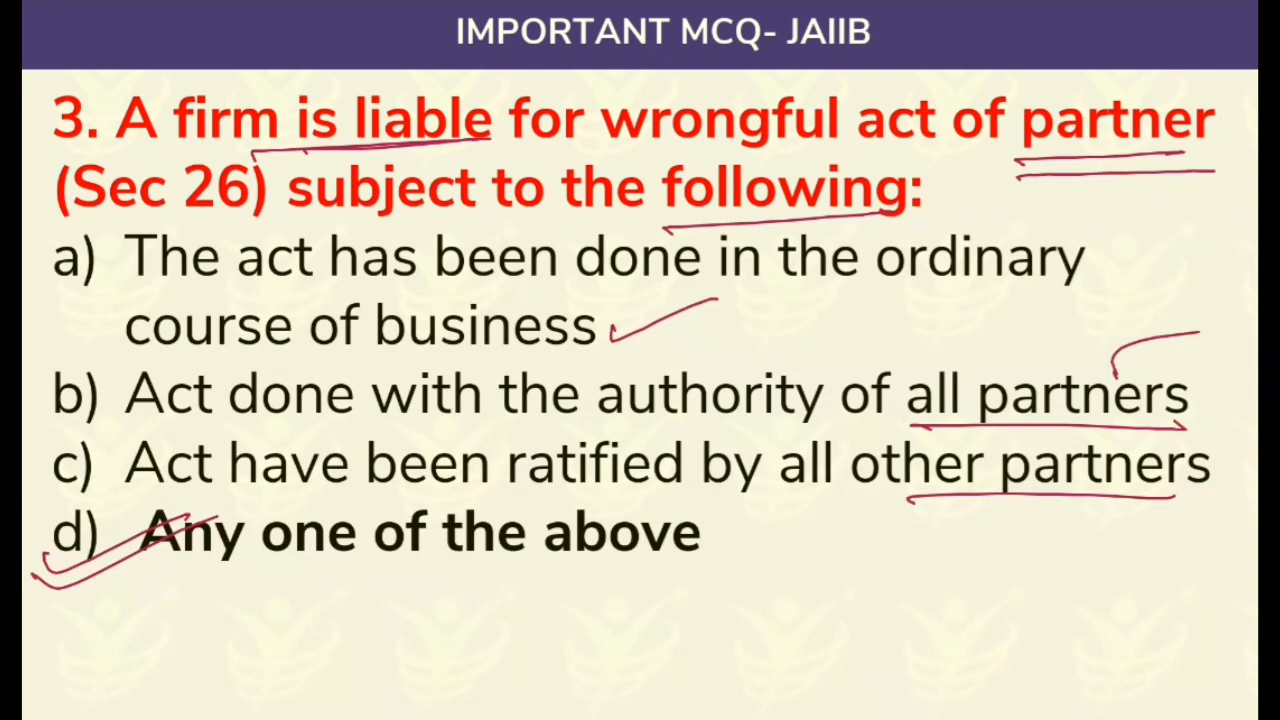 IMPORTANT MCQ- JAIIB
3. A firm is liable for wrongful act of partner
(Sec 26) subject to the following:
a) The act has been done in the ordinary
course of business
b) Act done with the authority of all partners
c) Act have been ratified by all other partners
d) Any one of the above